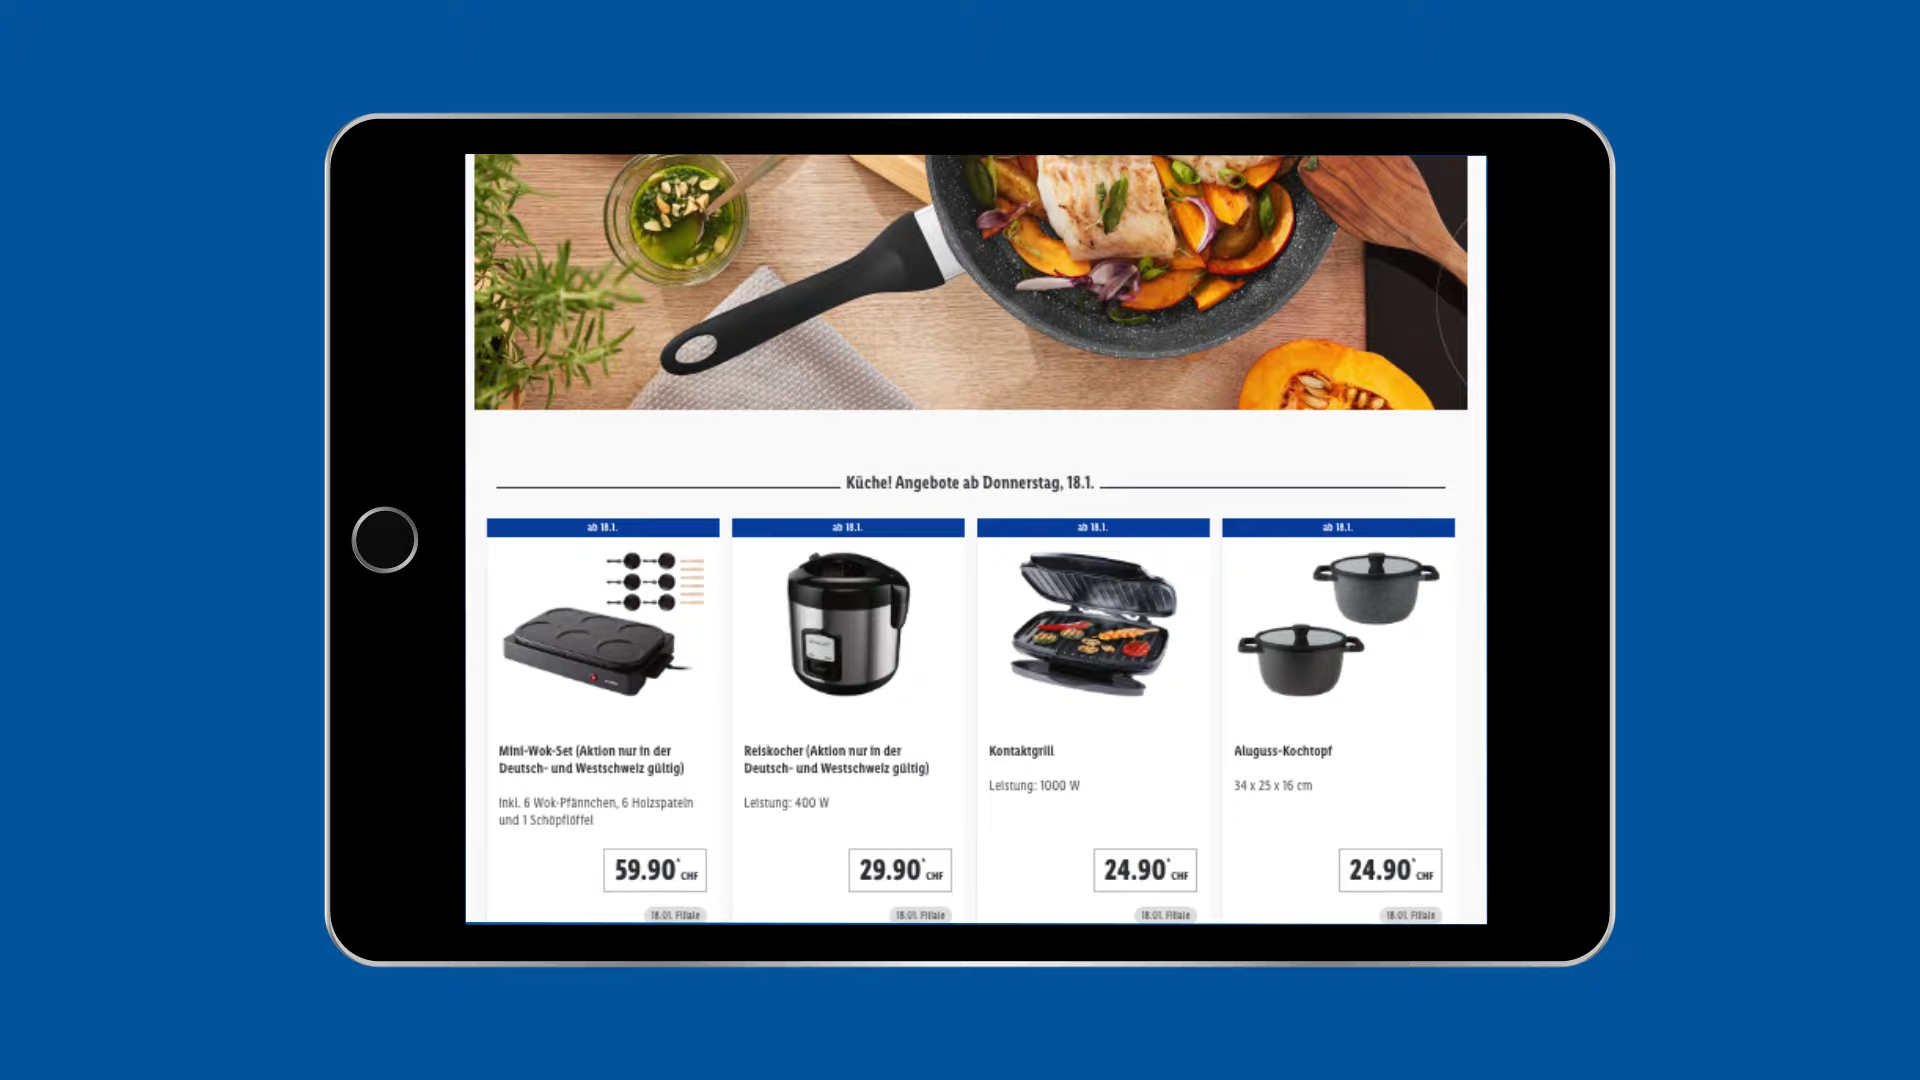 Küche! Angebote ab Donnerstag, 18.1.
ab 18.1.
ab 18.1.
ab 18.1.
ab 18.1.
Mini-Wok-Set (Aktion nur in der
Deutsch- und Westschweiz gültig)
Inkl. 6 Wok-Pfännchen, 6 Holzspateln
und 1 Schöpflöffel
59.90* CHF
18.01. Filiale
Reiskocher (Aktion nur in der
Deutsch- und Westschweiz gültig)
Leistung: 400 W
29.90* CHF
18.01. Filiale
Kontaktgrill
Leistung: 1000 W
24.90* CHF
18.01. Filiale
Aluguss-Kochtopf
34 x 25 x 16 cm
24.90* CHF
18.01. Filiale